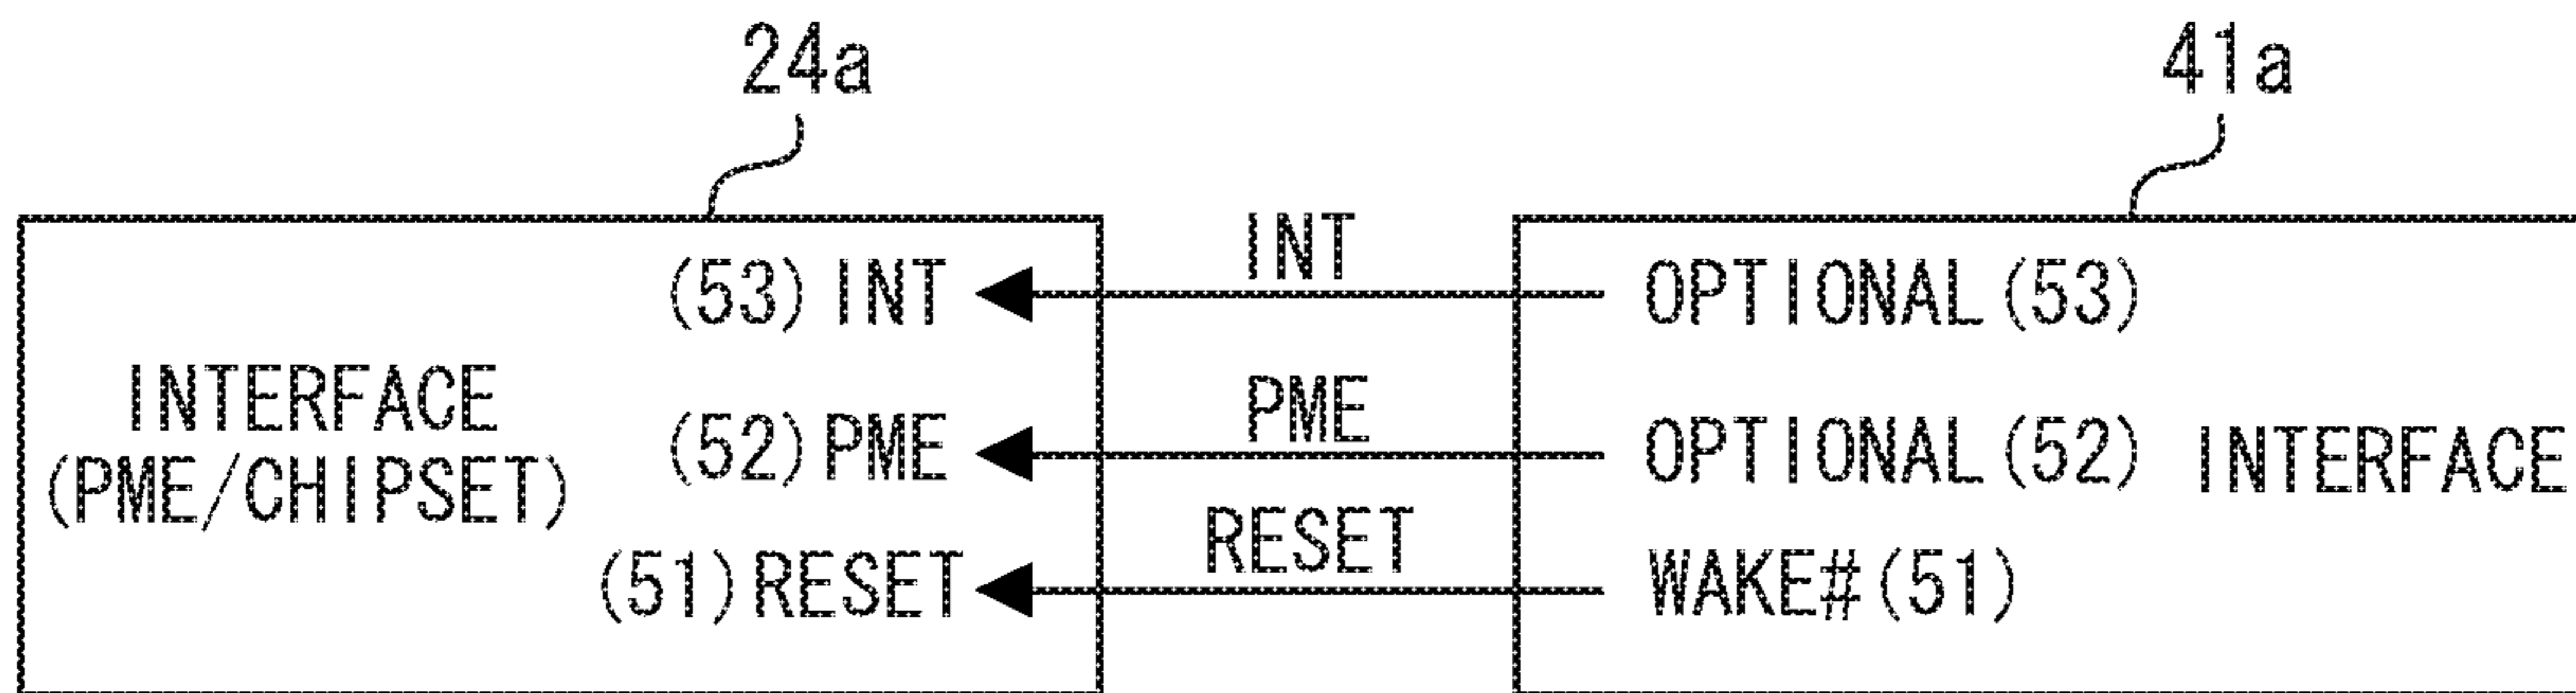 24a
41a
(53) INT
INT
OPTIONAL (53)
INTERFACE
(PME/CHIPSET)
(52) PME
PME
OPTIONAL (52)
INTERFACE
(51) RESET
RESET
WAKE# (51)